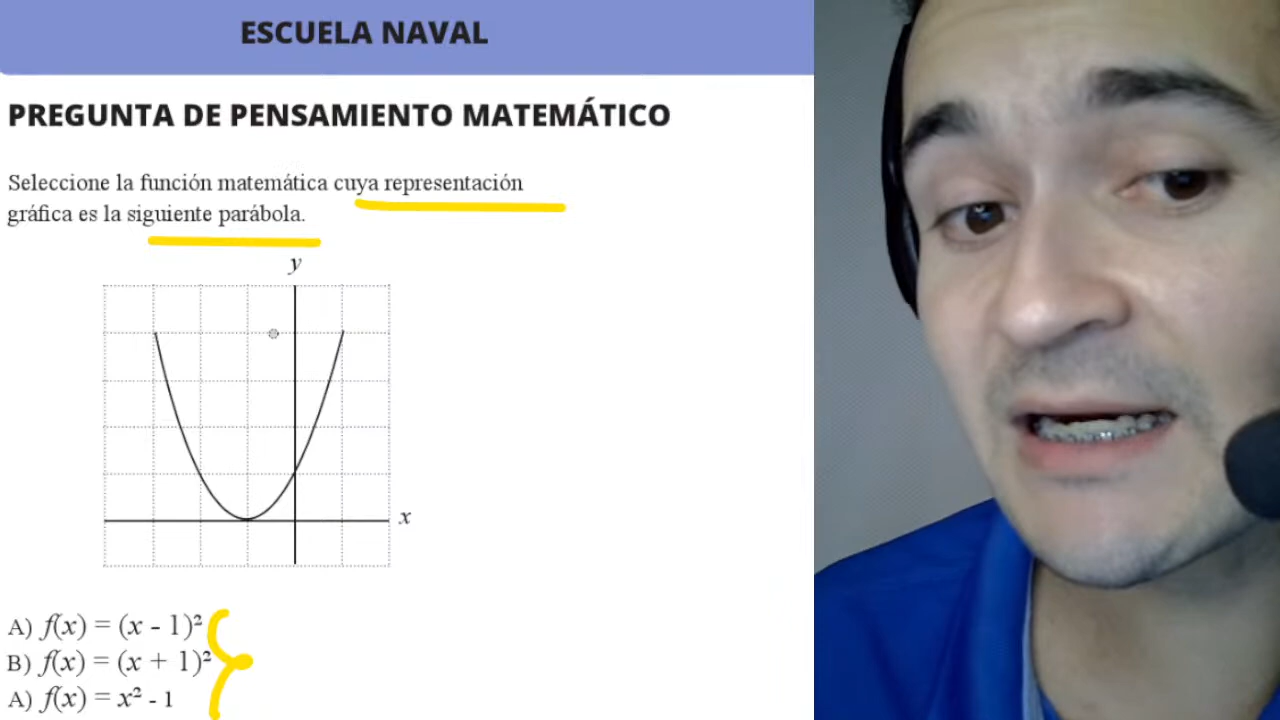 ESCUELA NAVAL
PREGUNTA DE PENSAMIENTO MATEMÁTICO
Seleccione la función matemática cuya representación
gráfica es la siguiente parábola.
y
x
A) f(x) = (x - 1)²
B) f(x) = (x + 1)²
A) f(x) = x² - 1